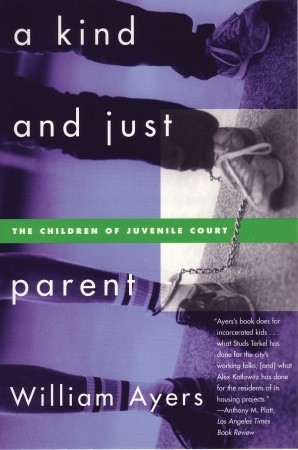 a kind
and just
THE CHILDREN OF JUVENILE COURT
parent
"Ayers's book does for
incarcerated kids . . .
what Studs Terkel has
done for the city's
working folks, [and] what
Alex Kotlowitz has done
for the residents of its
housing projects."
—Anthony M. Platt,
Los Angeles Times
Book Review
William Ayers